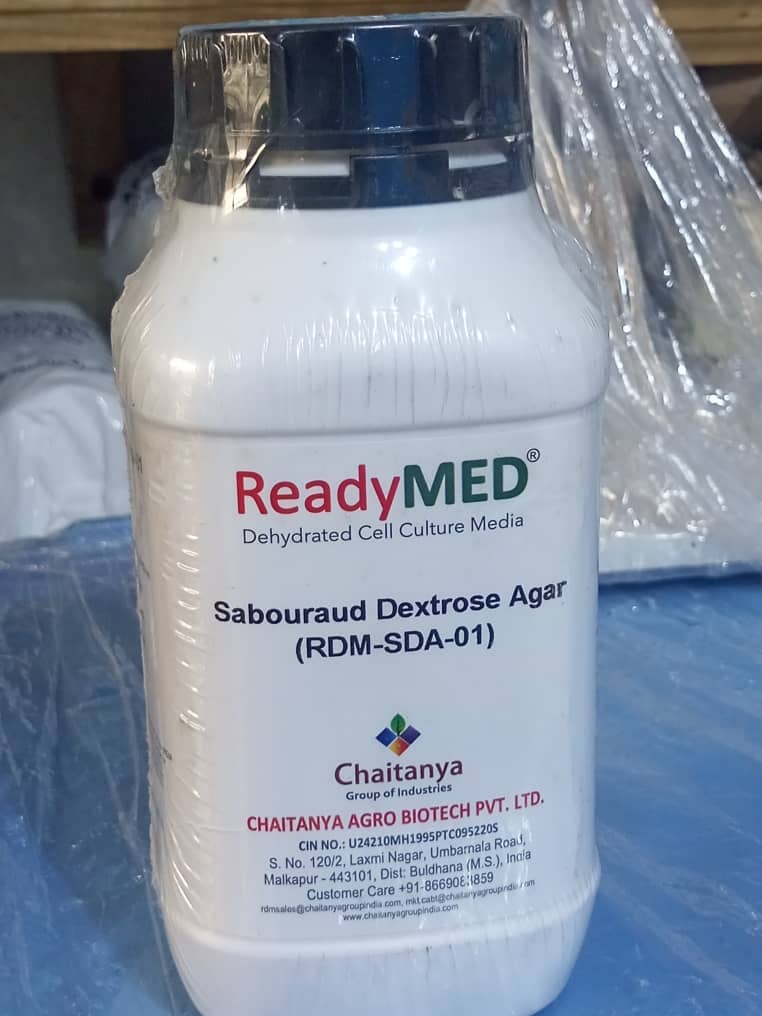 ReadyMED®
Dehydrated Cell Culture Media
Sabouraud Dextrose Agar
(RDM-SDA-01)
Chaitanya
Group of Industries
CHAITANYA AGRO BIOTECH PVT. LTD.
CIN NO.: U24210MH1995PTC095220S
S. No. 120/2, Laxmi Nagar, Umbarnala Road,
Malkapur - 443101, Dist: Buldhana (M.S.), India
Customer Care
rdmsales@chaitanyagroupindia.com, mkt.cabt@chaitanyagroupindia.com
www.chaitanyagroupindia.com